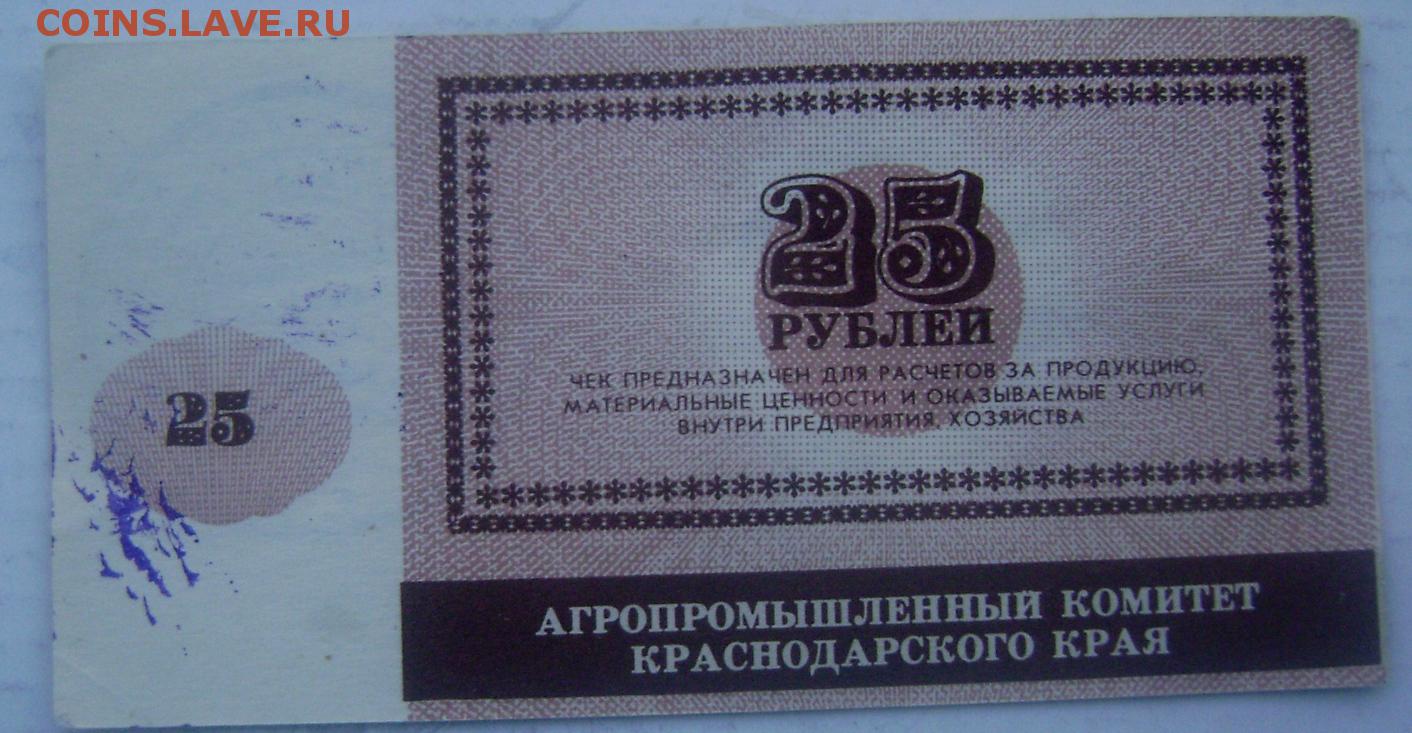 COINS.LAVE.RU
25
РУБЛЕЙ
ЧЕК ПРЕДНАЗНАЧЕН ДЛЯ РАСЧЕТОВ ЗА ПРОДУКЦИЮ,
МАТЕРИАЛЬНЫЕ ЦЕННОСТИ И ОКАЗЫВАЕМЫЕ УСЛУГИ
ВНУТРИ ПРЕДПРИЯТИЯ, ХОЗЯЙСТВА
25
АГРОПРОМЫШЛЕННЫЙ КОМИТЕТ
КРАСНОДАРСКОГО КРАЯ